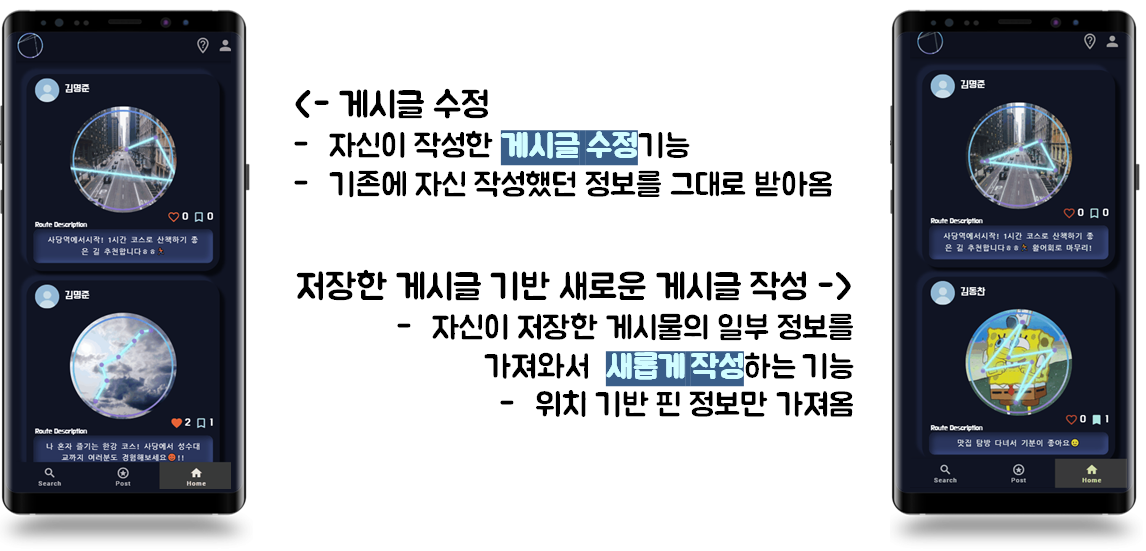 김명준
0 0
Route Description
사당역에서시작! 1시간 코스로 산책하기 좋
은 길 추천합니다ㅎㅎ
김명준
2 1
Route Description
나 혼자 즐기는 한강 코스! 사당에서 성수대
교까지 여러분도 경험해보세요 !!
Search Post Home
<- 게시글 수정
- 자신이 작성한 게시글 수정기능
- 기존에 자신 작성했던 정보를 그대로 받아옴
저장한 게시글 기반 새로운 게시글 작성 ->
- 자신이 저장한 게시물의 일부 정보를
가져와서 새롭게 작성하는 기능
- 위치 기반 핀 정보만 가져옴
김명준
0 0
Route Description
사당역에서시작! 1시간 코스로 산책하기 좋
은 길 추천합니다ㅎㅎ 활어회로 마무리!
김동찬
0 1
Route Description
맛집 탐방 다녀서 기분이 좋아요
Search Post Home